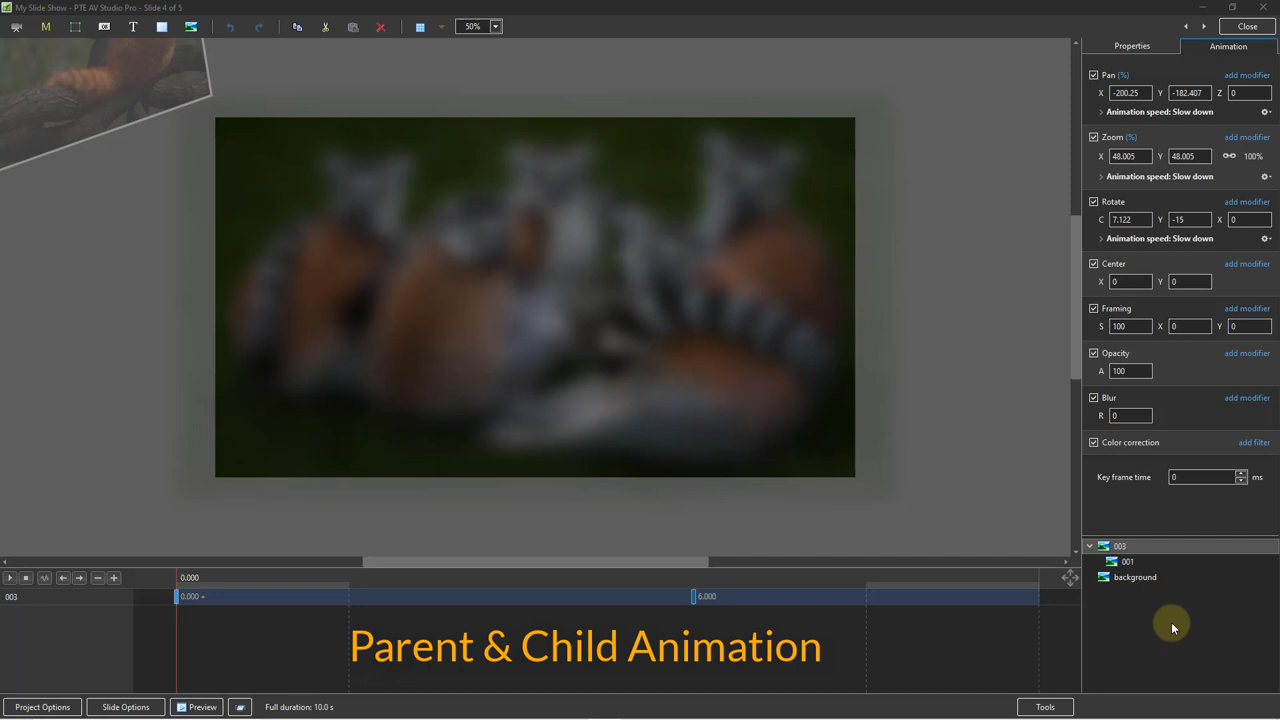 My Slide Show - PTE AV Studio Pro - Slide 4 of 5
M OK T 50% Close
Properties Animation
Pan (%) add modifier
X -200.25 Y -182.407 Z 0
Animation speed: Slow down
Zoom (%) add modifier
X 48.005 Y 48.005 100%
Animation speed: Slow down
Rotate add modifier
C 7.122 Y -15 X 0
Animation speed: Slow down
Center add modifier
X 0 Y 0
Framing add modifier
S 100 X 0 Y 0
Opacity add modifier
A 100
Blur add modifier
R 0
Color correction add filter
Key frame time 0 ms
003
001
background
0.000
003 0.000 + 6.000
Parent & Child Animation
Project Options Slide Options Preview Full duration: 10.0 s Tools